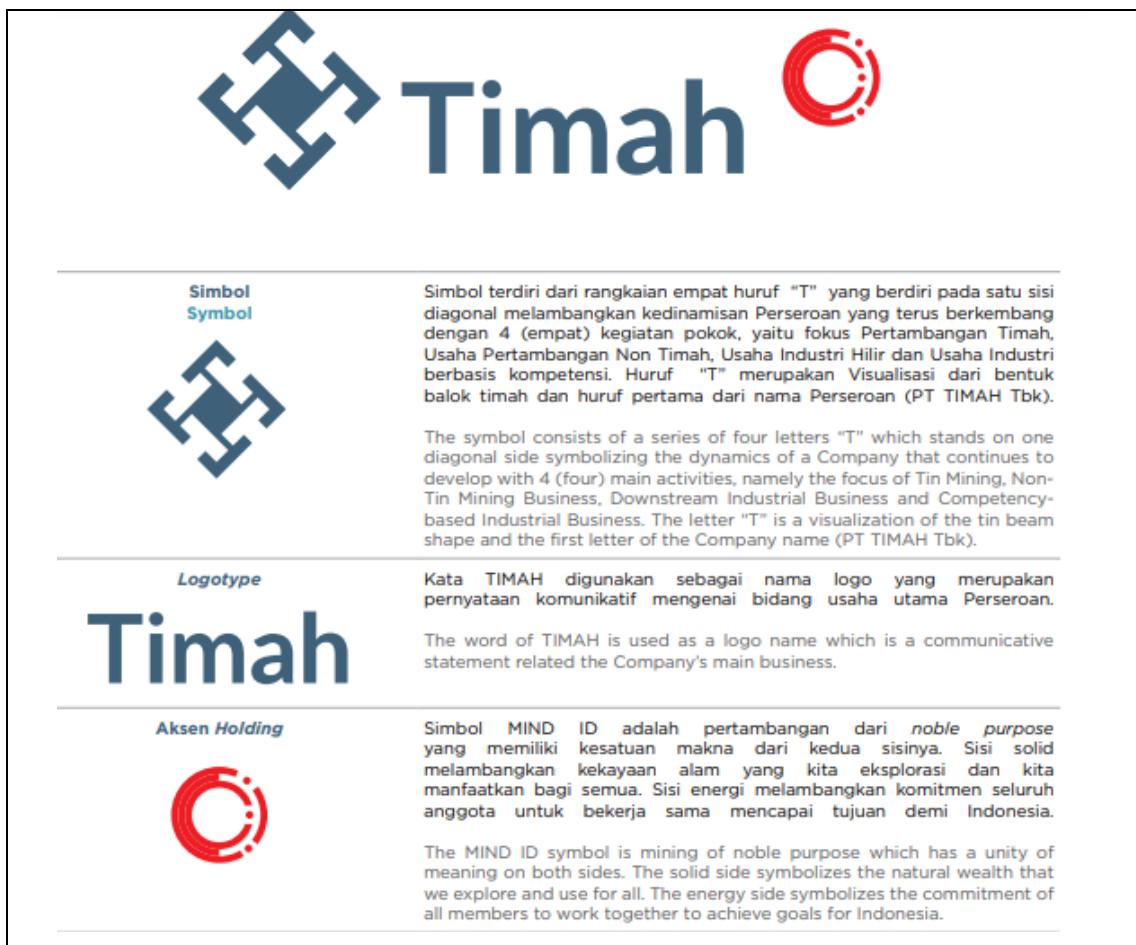 Timah
Simbol
Symbol
Simbol terdiri dari rangkaian empat huruf "T" yang berdiri pada satu sisi
diagonal melambangkan kedinamisan Perseroan yang terus berkembang
dengan 4 (empat) kegiatan pokok, yaitu fokus Pertambangan Timah,
Usaha Pertambangan Non Timah, Usaha Industri Hilir dan Usaha Industri
berbasis kompetensi. Huruf "T" merupakan Visualisasi dari bentuk
balok timah dan huruf pertama dari nama Perseroan (PT TIMAH Tbk).
The symbol consists of a series of four letters "T" which stands on one
diagonal side symbolizing the dynamics of a Company that continues to
develop with 4 (four) main activities, namely the focus of Tin Mining, Non-
Tin Mining Business, Downstream Industrial Business and Competency-
based Industrial Business. The letter "T" is a visualization of the tin beam
shape and the first letter of the Company name (PT TIMAH Tbk).
Logotype
Timah
Kata TIMAH digunakan sebagai nama logo yang merupakan
pernyataan komunikatif mengenai bidang usaha utama Perseroan.
The word of TIMAH is used as a logo name which is a communicative
statement related the Company's main business.
Aksen Holding
Simbol MIND ID adalah pertambangan dari noble purpose
yang memiliki kesatuan makna dari kedua sisinya. Sisi solid
melambangkan kekayaan alam yang kita eksplorasi dan kita
manfaatkan bagi semua. Sisi energi melambangkan komitmen seluruh
anggota untuk bekerja sama mencapai tujuan demi Indonesia.
The MIND ID symbol is mining of noble purpose which has a unity of
meaning on both sides. The solid side symbolizes the natural wealth that
we explore and use for all. The energy side symbolizes the commitment of
all members to work together to achieve goals for Indonesia.